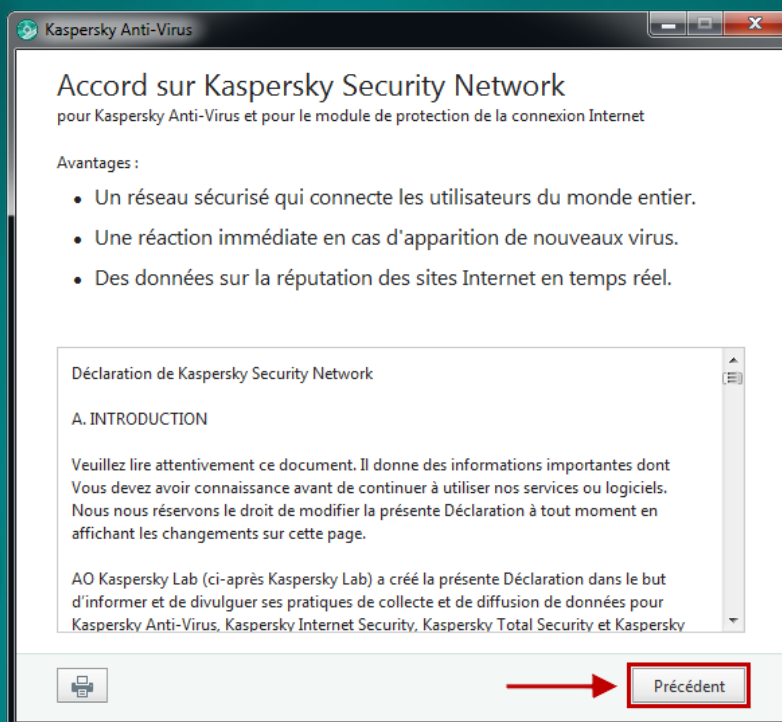 Kaspersky Anti-Virus
Accord sur Kaspersky Security Network
pour Kaspersky Anti-Virus et pour le module de protection de la connexion Internet
Avantages :
• Un réseau sécurisé qui connecte les utilisateurs du monde entier.
• Une réaction immédiate en cas d'apparition de nouveaux virus.
• Des données sur la réputation des sites Internet en temps réel.
Déclaration de Kaspersky Security Network
A. INTRODUCTION
Veuillez lire attentivement ce document. Il donne des informations importantes dont
Vous devez avoir connaissance avant de continuer à utiliser nos services ou logiciels.
Nous nous réservons le droit de modifier la présente Déclaration à tout moment en
affichant les changements sur cette page.
AO Kaspersky Lab (ci-après Kaspersky Lab) a créé la présente Déclaration dans le but
d'informer et de divulguer ses pratiques de collecte et de diffusion de données pour
Kaspersky Anti-Virus, Kaspersky Internet Security, Kaspersky Total Security et Kaspersky
Précédent